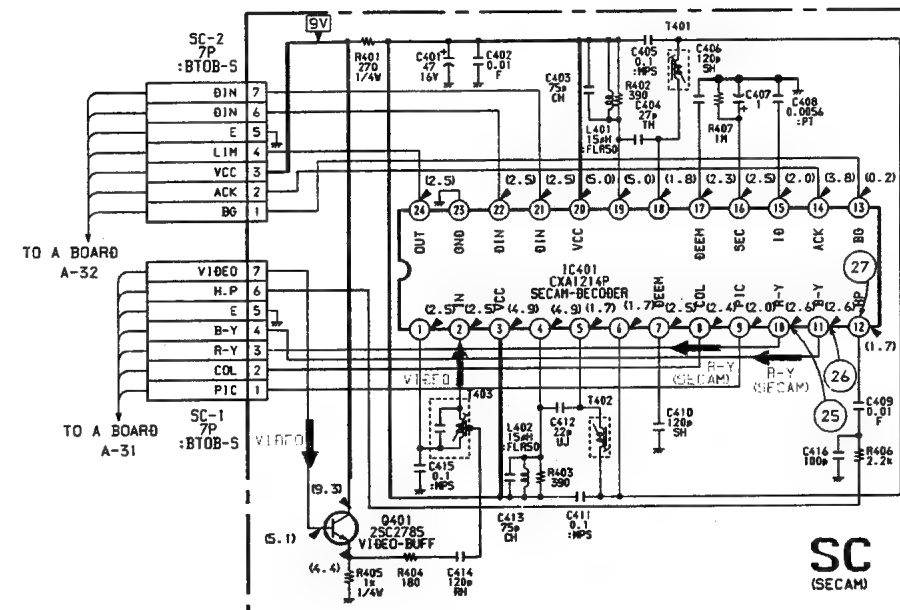 SC-2
7P
:BTOB-S
DIN 7
DIN 6
E 5
LIM 4
VCC 3
ACK 2
BG 1
TO A BOARD
A-32
VIDEO 7
H.P 6
E 5
B-Y 4
R-Y 3
COL 2
PIC 1
SC-1
7P
:BTOB-S
TO A BOARD
A-31
9V
R401
270
1/4W
C401
47
16V
C402
0.01
F
C403
75p
CH
L401
15μH
:FLR50
C405
0.1
:MPS
R402
390
C404
27p
TH
T401
C406
120p
SH
R407
1M
C407
1
C408
0.0056
:PT
(2.5)
(2.5)
(2.5)
(5.0)
(5.0)
(1.8)
(2.3)
(2.5)
(2.0)
(3.8)
(0.2)
24 23 22 21 20 19 18 17 16 15 14 13
OUT GND DIN DIN VCC DEEM SEC ID ACK BG
IC401
CXA1214P
SECAM-DECODER
27
IN VCC DEEM COL PIC R-Y B-Y BP
1 2 3 4 5 6 7 8 9 10 11 12
(2.5)
(2.5)
(4.9)
(4.9)
(1.7)
(1.7)
(2.5)
(2.4)
(2.0)
(2.6)
(2.6)
(1.7)
VIDEO
R-Y
(SECAM)
R-Y
(SECAM)
25
26
T403
C415
0.1
:MPS
L402
15μH
:FLR50
C412
22p
UJ
T402
R403
390
C413
75p
CH
C411
0.1
:MPS
C410
120p
SH
C409
0.01
F
C416
100p
R406
2.2k
VIDEO
(9.3)
(5.1)
(4.4)
Q401
2SC2785
VIDEO-BUFF
R405
1k
1/4W
R404
180
C414
120p
RH
SC
(SECAM)